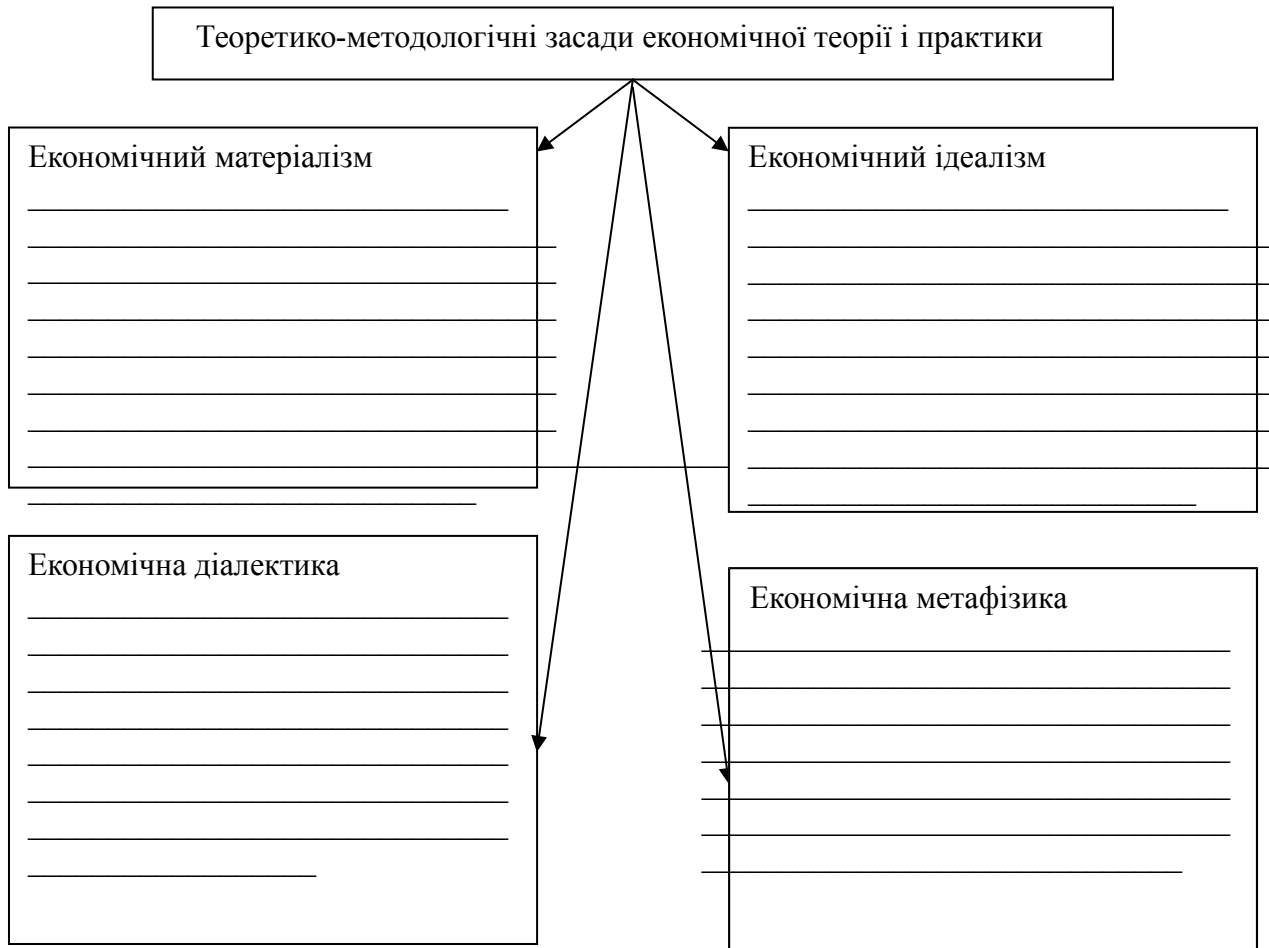 Теоретико-методологічні засади економічної теорії і практики
Економічний матеріалізм
Економічний ідеалізм
Економічна діалектика
Економічна метафізика